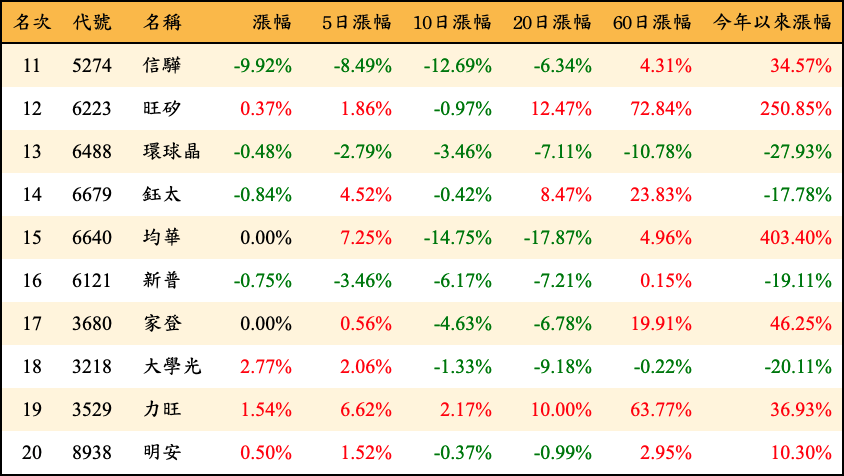 名次 代號 名稱 漲幅 5日漲幅 10日漲幅 20日漲幅 60日漲幅 今年以來漲幅
11 5274 信驊 -9.92% -8.49% -12.69% -6.34% 4.31% 34.57%
12 6223 旺矽 0.37% 1.86% -0.97% 12.47% 72.84% 250.85%
13 6488 環球晶 -0.48% -2.79% -3.46% -7.11% -10.78% -27.93%
14 6679 鈺太 -0.84% 4.52% -0.42% 8.47% 23.83% -17.78%
15 6640 均華 0.00% 7.25% -14.75% -17.87% 4.96% 403.40%
16 6121 新普 -0.75% -3.46% -6.17% -7.21% 0.15% -19.11%
17 3680 家登 0.00% 0.56% -4.63% -6.78% 19.91% 46.25%
18 3218 大學光 2.77% 2.06% -1.33% -9.18% -0.22% -20.11%
19 3529 力旺 1.54% 6.62% 2.17% 10.00% 63.77% 36.93%
20 8938 明安 0.50% 1.52% -0.37% -0.99% 2.95% 10.30%